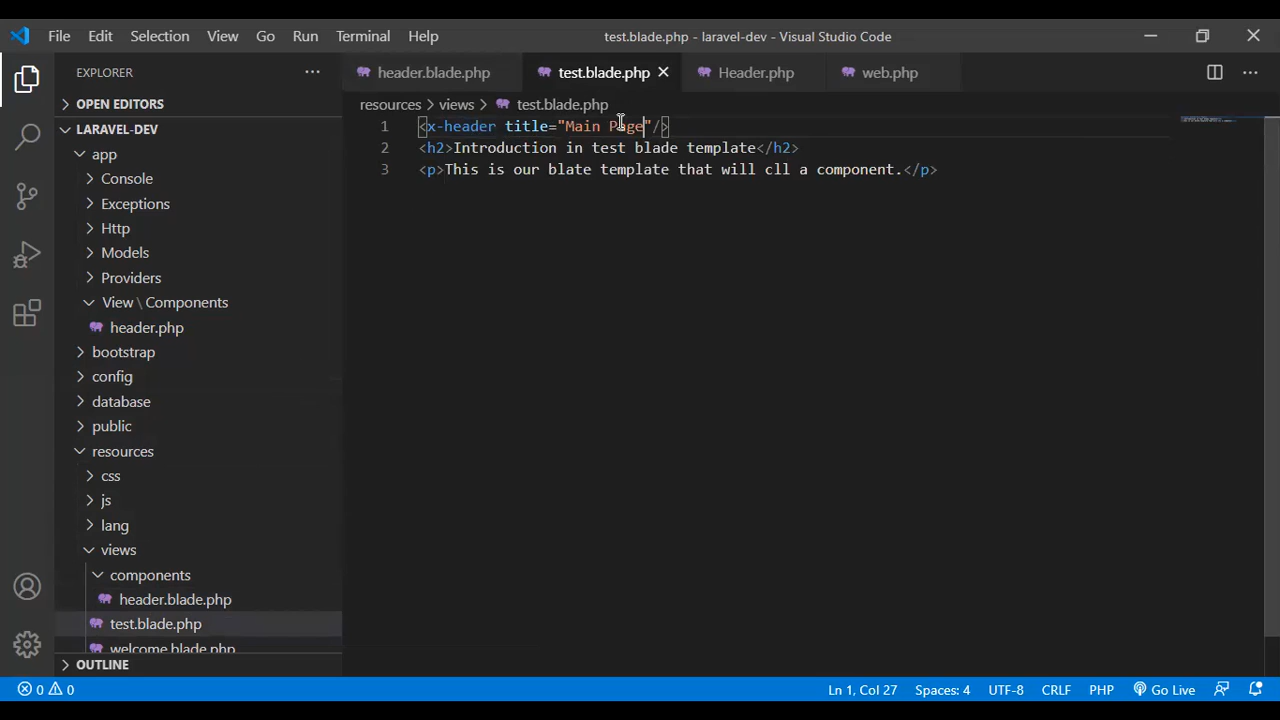 File Edit Selection View Go Run Terminal Help test.blade.php - laravel-dev - Visual Studio Code
EXPLORER
header.blade.php test.blade.php Header.php web.php
OPEN EDITORS
resources > views > test.blade.php
LARAVEL-DEV
app
Console
Exceptions
Http
Models
Providers
View \ Components
header.php
bootstrap
config
database
public
resources
css
js
lang
views
components
header.blade.php
test.blade.php
welcome.blade.php
OUTLINE
1 <x-header title="Main Page"/>
2 <h2>Introduction in test blade template</h2>
3 <p>This is our blate template that will cll a component.</p>
0 0 Ln 1, Col 27 Spaces: 4 UTF-8 CRLF PHP Go Live